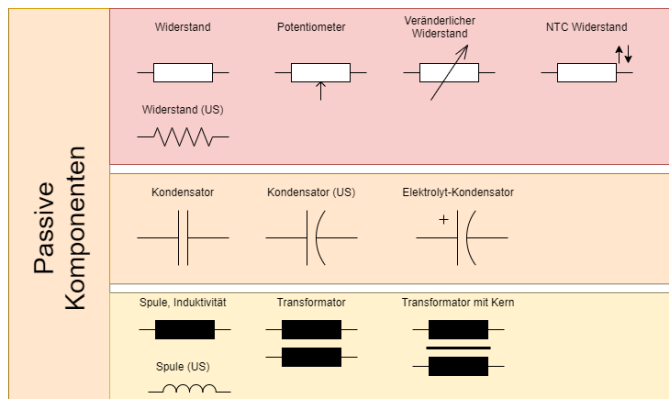 Passive
Komponenten
Widerstand
Potentiometer
Veränderlicher
Widerstand
NTC Widerstand
Widerstand (US)
Kondensator
Kondensator (US)
Elektrolyt-Kondensator
+
Spule, Induktivität
Transformator
Transformator mit Kern
Spule (US)